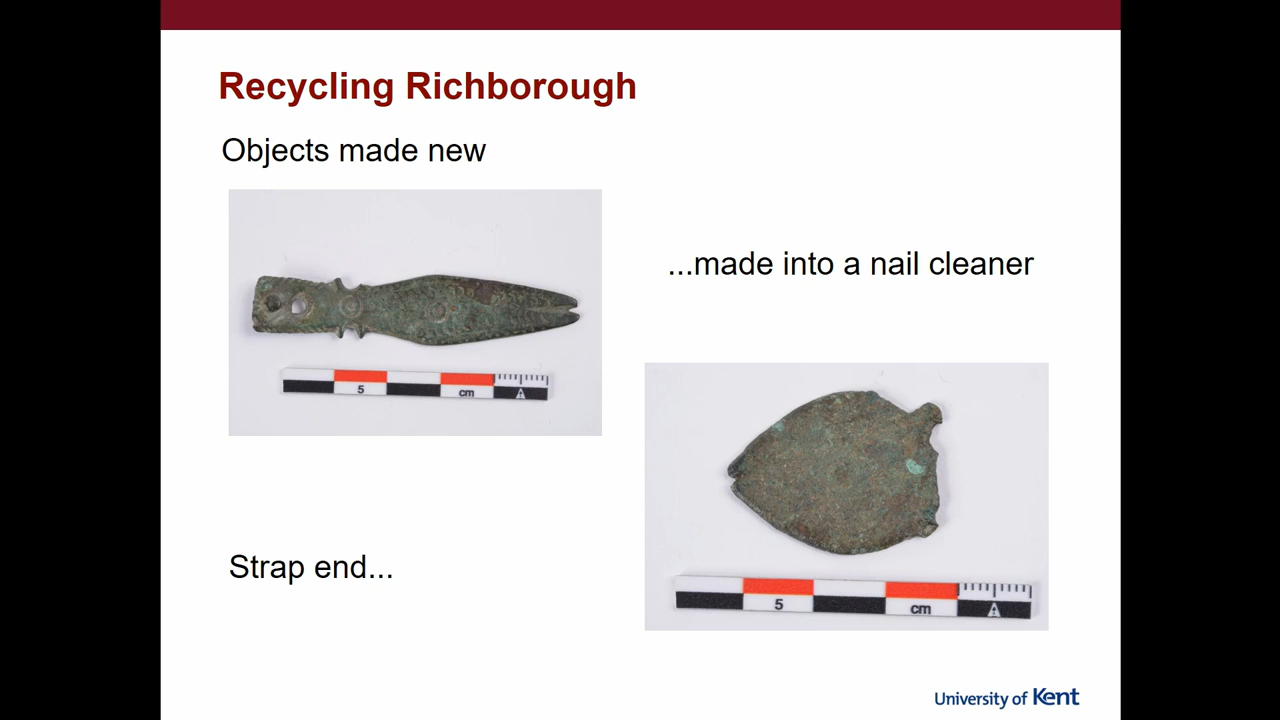 Recycling Richborough
Objects made new
...made into a nail cleaner
5 cm
Strap end...
5 cm
University of Kent